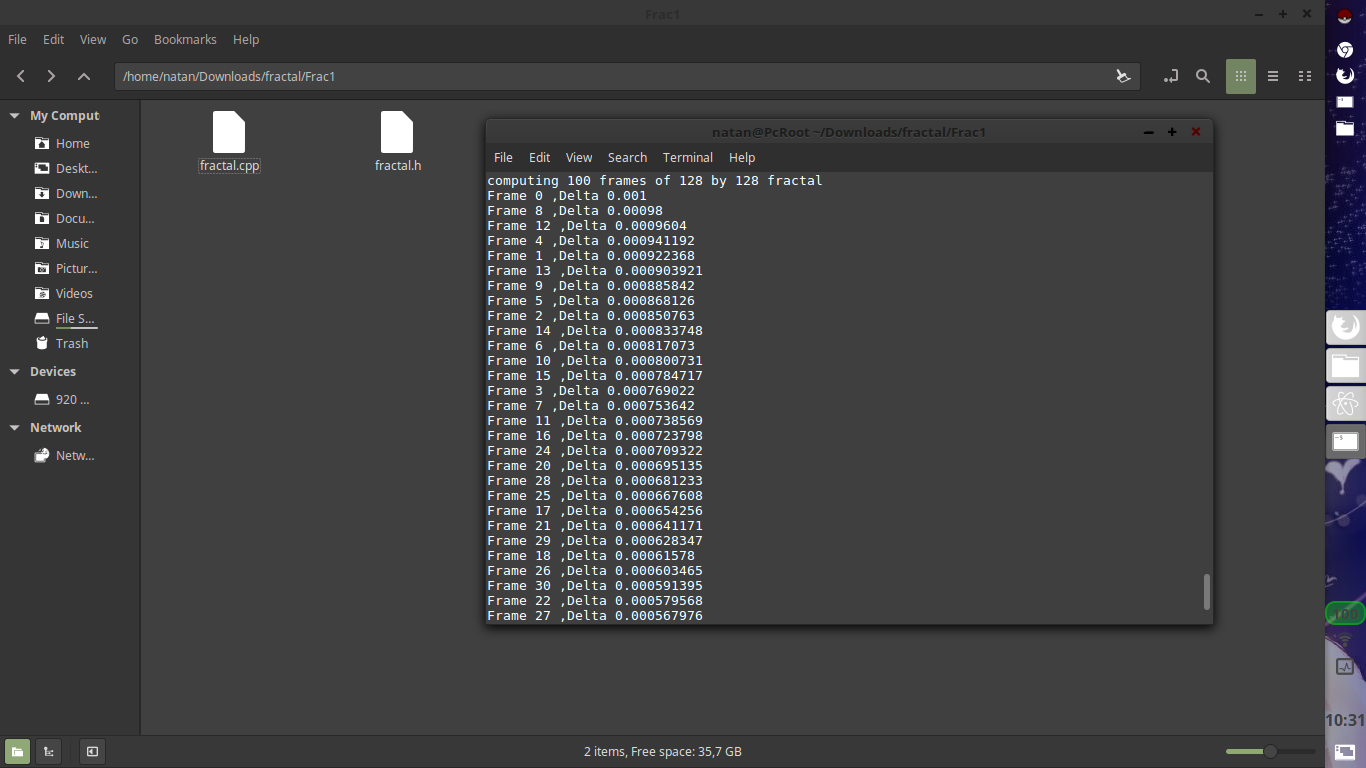 Frac1
File Edit View Go Bookmarks Help
/home/natan/Downloads/fractal/Frac1
My Comput
Home
Deskt...
Down...
Docu...
Music
Pictur...
Videos
File S...
Trash
Devices
920 ...
Network
Netw...
fractal.cpp
fractal.h
natan@PcRoot ~/Downloads/fractal/Frac1
File Edit View Search Terminal Help
computing 100 frames of 128 by 128 fractal
Frame 0 ,Delta 0.001
Frame 8 ,Delta 0.00098
Frame 12 ,Delta 0.0009604
Frame 4 ,Delta 0.000941192
Frame 1 ,Delta 0.000922368
Frame 13 ,Delta 0.000903921
Frame 9 ,Delta 0.000885842
Frame 5 ,Delta 0.000868126
Frame 2 ,Delta 0.000850763
Frame 14 ,Delta 0.000833748
Frame 6 ,Delta 0.000817073
Frame 10 ,Delta 0.000800731
Frame 15 ,Delta 0.000784717
Frame 3 ,Delta 0.000769022
Frame 7 ,Delta 0.000753642
Frame 11 ,Delta 0.000738569
Frame 16 ,Delta 0.000723798
Frame 24 ,Delta 0.000709322
Frame 20 ,Delta 0.000695135
Frame 28 ,Delta 0.000681233
Frame 25 ,Delta 0.000667608
Frame 17 ,Delta 0.000654256
Frame 21 ,Delta 0.000641171
Frame 29 ,Delta 0.000628347
Frame 18 ,Delta 0.00061578
Frame 26 ,Delta 0.000603465
Frame 30 ,Delta 0.000591395
Frame 22 ,Delta 0.000579568
Frame 27 ,Delta 0.000567976
100
10:31
2 items, Free space: 35,7 GB